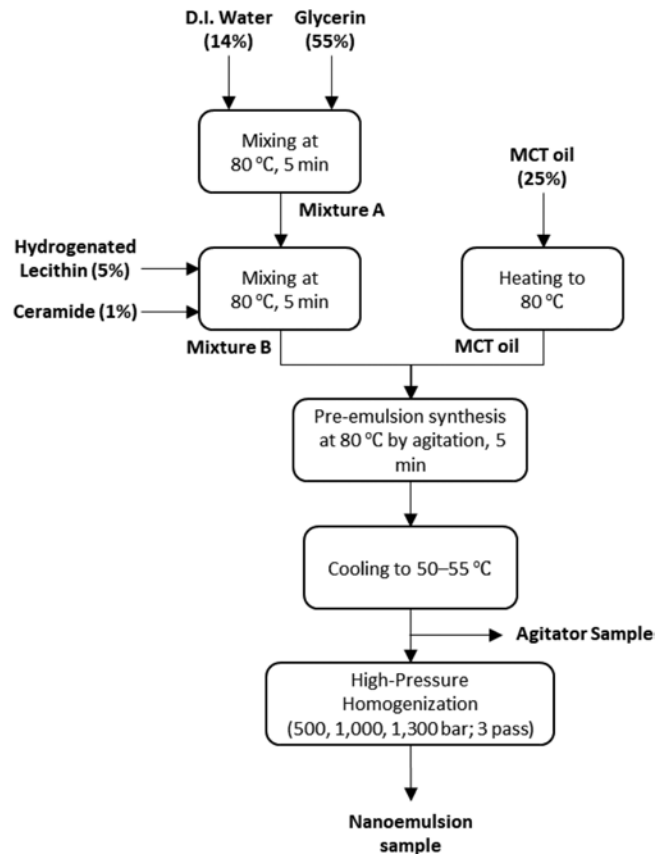 D.I. Water
(14%)
Glycerin
(55%)
Mixing at
80 ℃, 5 min
MCT oil
(25%)
Mixture A
Hydrogenated
Lecithin (5%)
Ceramide (1%)
Mixing at
80 ℃, 5 min
Heating to
80 ℃
Mixture B
MCT oil
Pre-emulsion synthesis
at 80 ℃ by agitation, 5
min
Cooling to 50–55 ℃
Agitator Sample
High-Pressure
Homogenization
(500, 1,000, 1,300 bar; 3 pass)
Nanoemulsion
sample